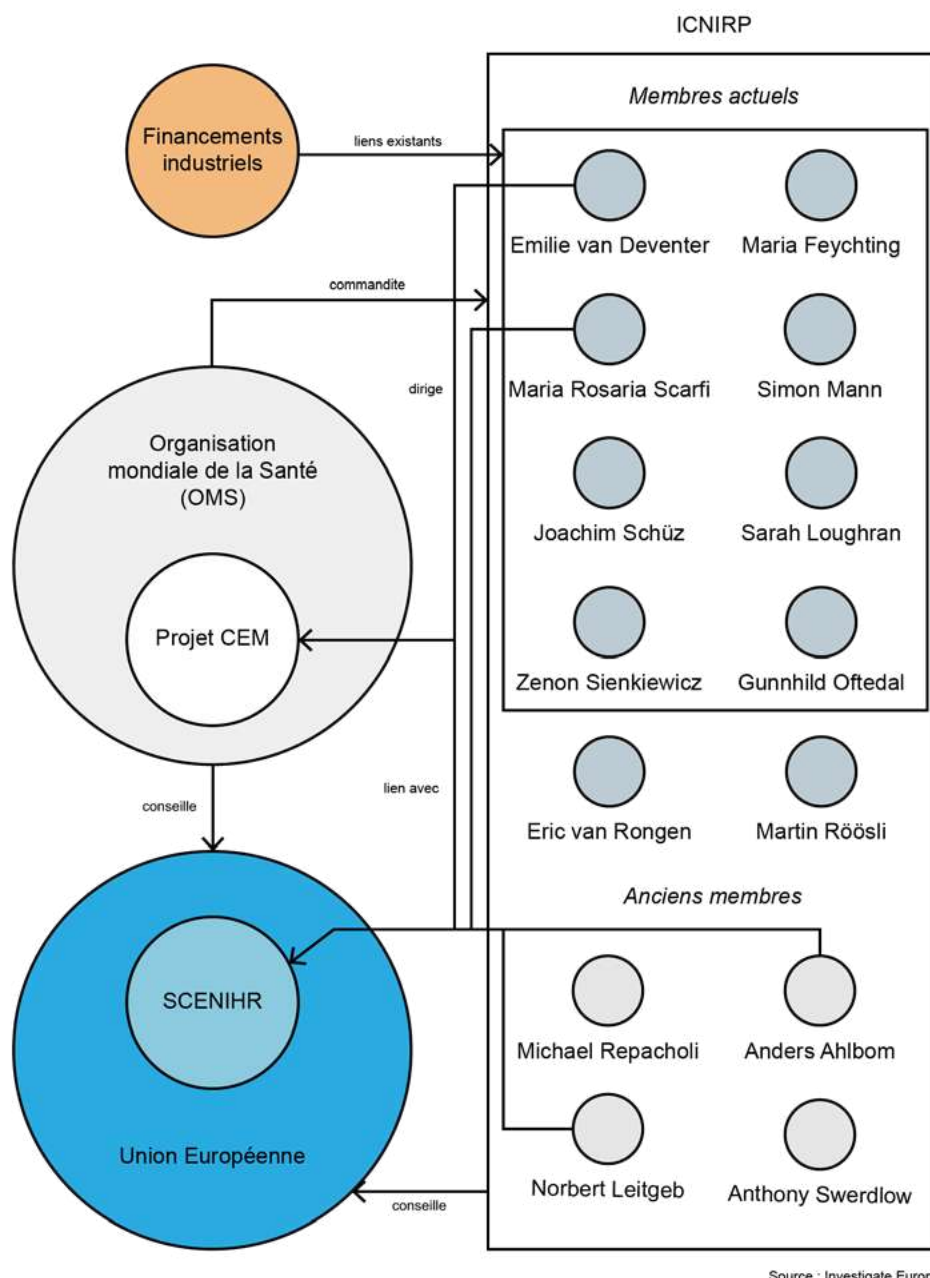 ICNIRP
Membres actuels
Financements
industriels
liens existants
Emilie van Deventer
Maria Feychting
commandite
Maria Rosaria Scarfi
Simon Mann
dirige
Organisation
mondiale de la Santé
(OMS)
Joachim Schüz
Sarah Loughran
Projet CEM
Zenon Sienkiewicz
Gunnhild Oftedal
lien avec
conseille
Eric van Rongen
Martin Röösli
Anciens membres
SCENIHR
Michael Repacholi
Anders Ahlbom
Union Européenne
Norbert Leitgeb
Anthony Swerdlow
conseille
Source : Investigate Europ